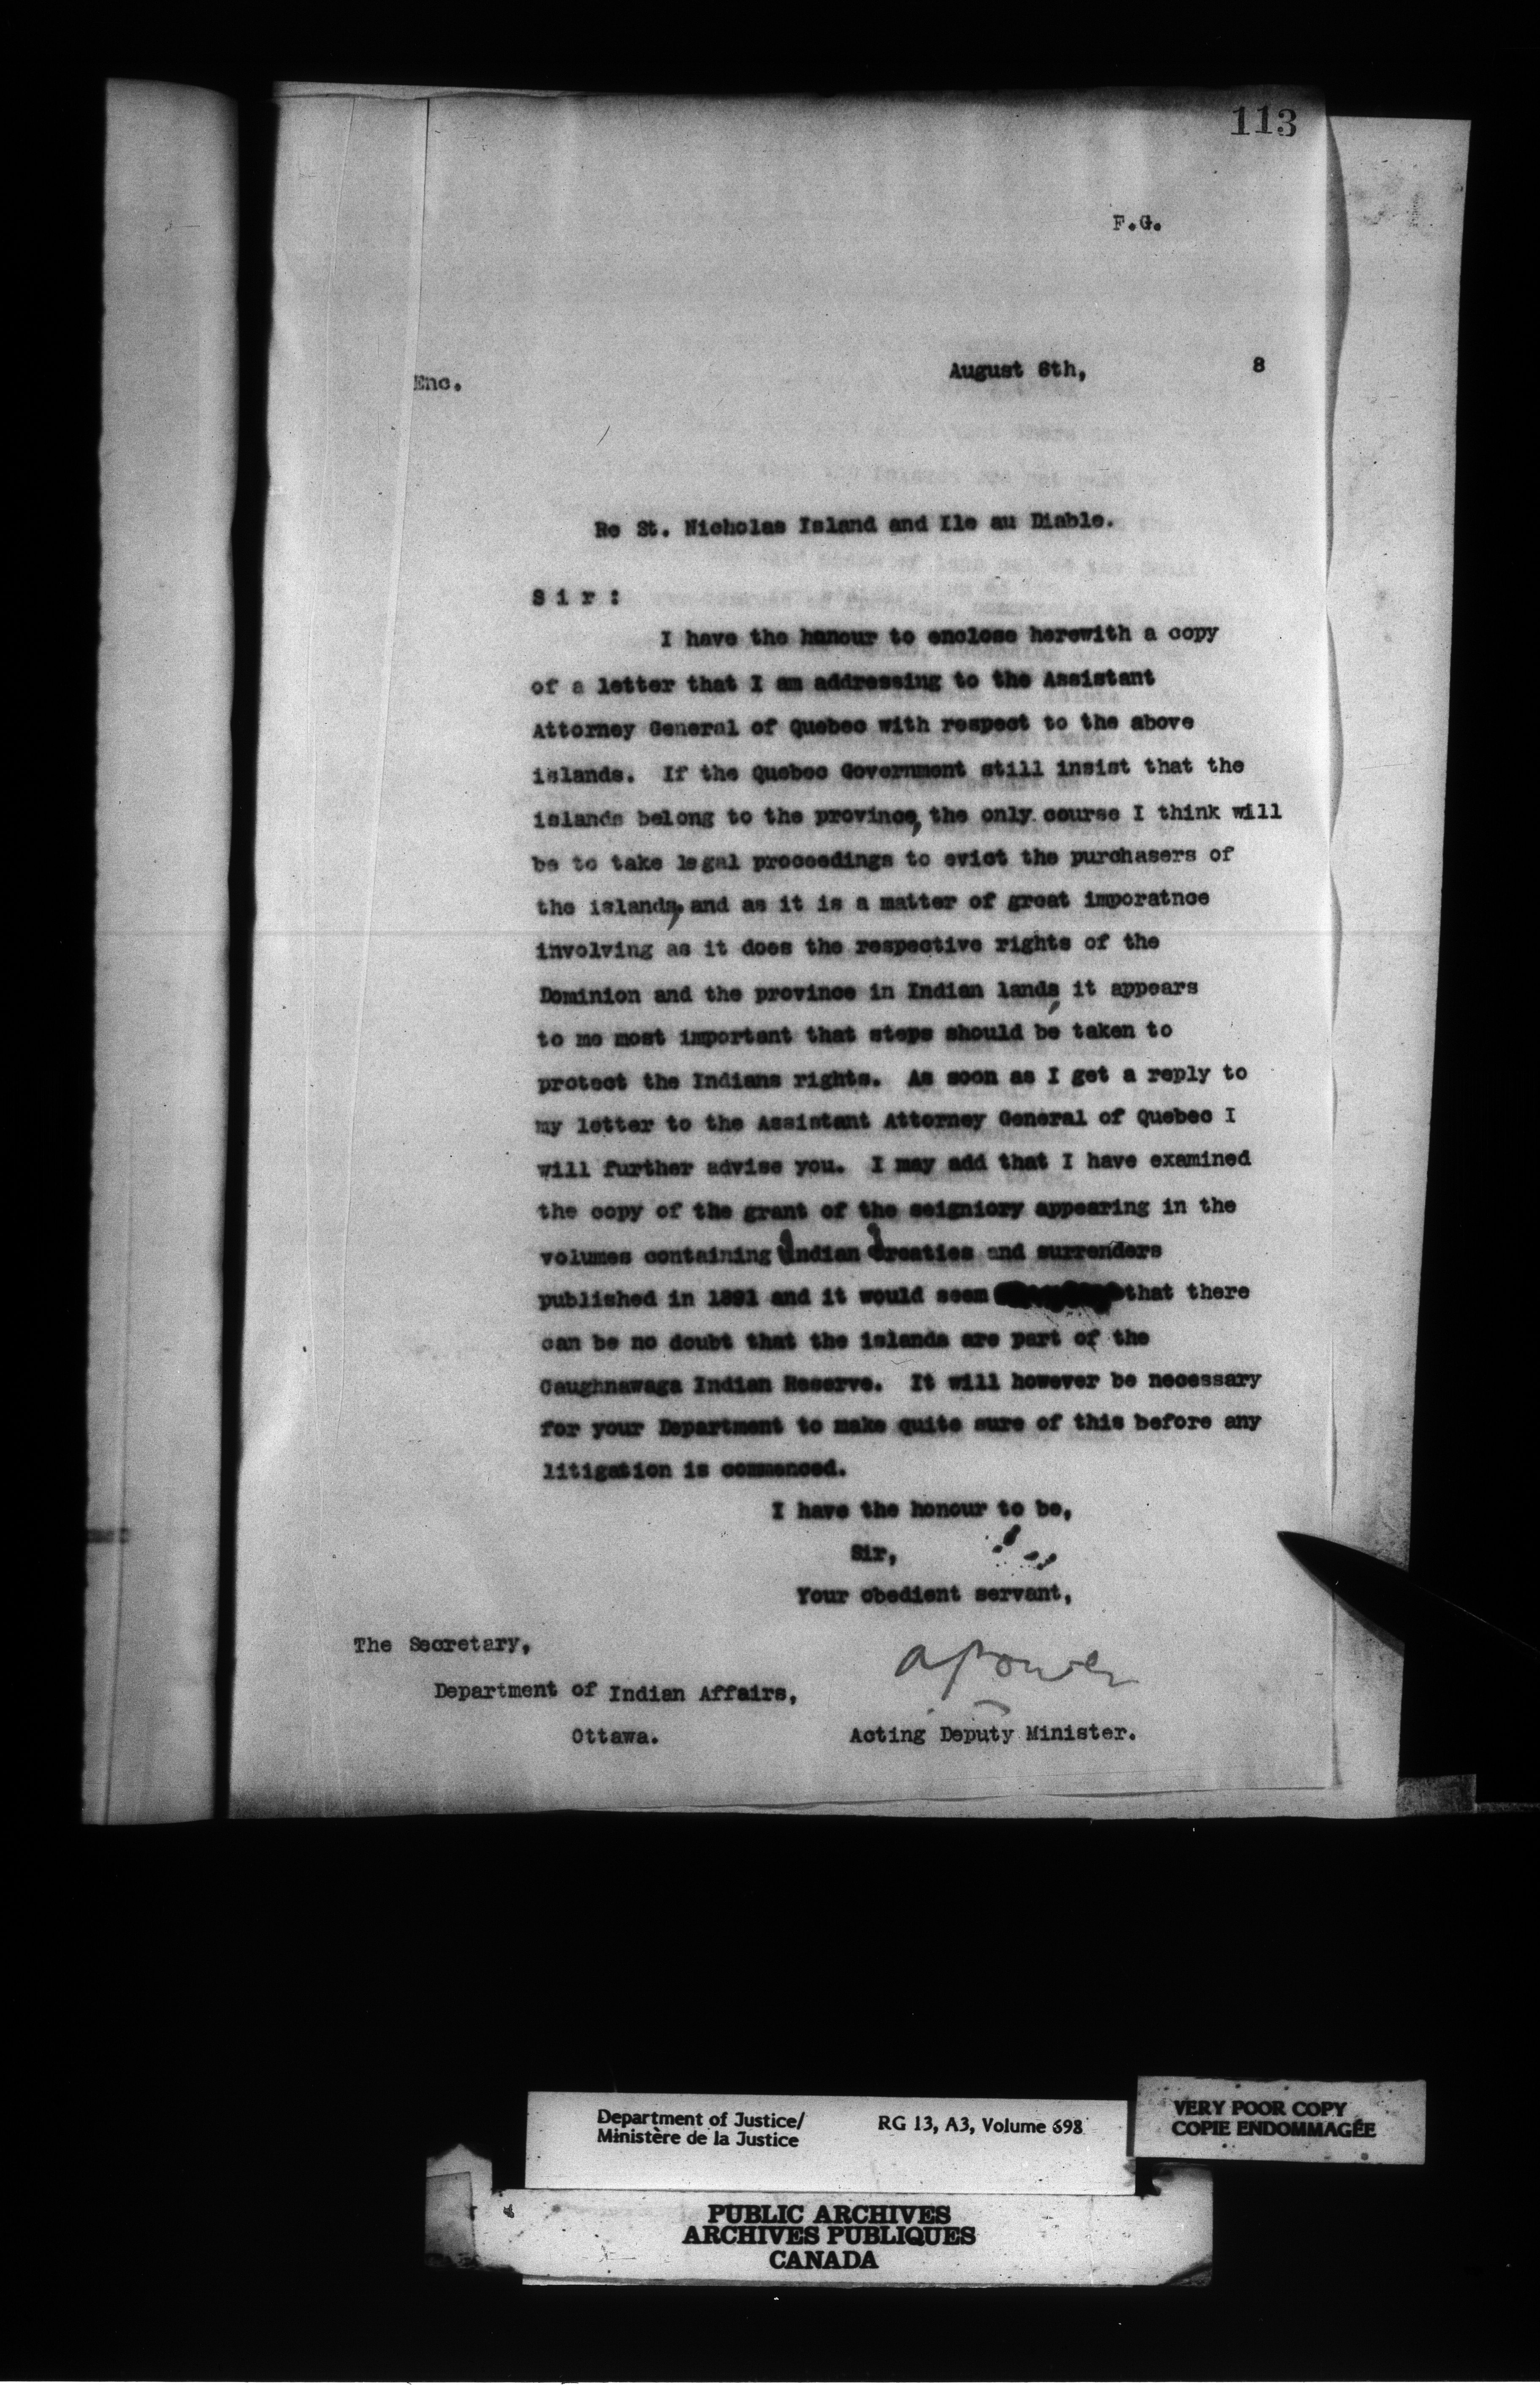 113
F.G.
Enc.
August 6th, 8
Re St. Nicholas Island and Ile au Diable.
Sir:
I have the honour to enclose herewith a copy
of a letter that I am addressing to the Assistant
Attorney General of Quebec with respect to the above
islands. If the Quebec Government still insist that the
islands belong to the province, the only course I think will
be to take legal proceedings to evict the purchasers of
the islands, and as it is a matter of great imporatnce
involving as it does the respective rights of the
Dominion and the province in Indian lands, it appears
to me most important that steps should be taken to
protect the Indians rights. As soon as I get a reply to
my letter to the Assistant Attorney General of Quebec I
will further advise you. I may add that I have examined
the copy of the grant of the seigniory appearing in the
volumes containing Indian treaties and surrenders
published in 1891 and it would seem that there
can be no doubt that the islands are part of the
Caughnawaga Indian Reserve. It will however be necessary
for your Department to make quite sure of this before any
litigation is commenced.
I have the honour to be,
Sir,
Your obedient servant,
The Secretary,
A Power
Department of Indian Affairs,
Ottawa.
Acting Deputy Minister.
Department of Justice/
Ministère de la Justice
RG 13, A3, Volume 698
VERY POOR COPY
COPIE ENDOMMAGÉE
PUBLIC ARCHIVES
ARCHIVES PUBLIQUES
CANADA